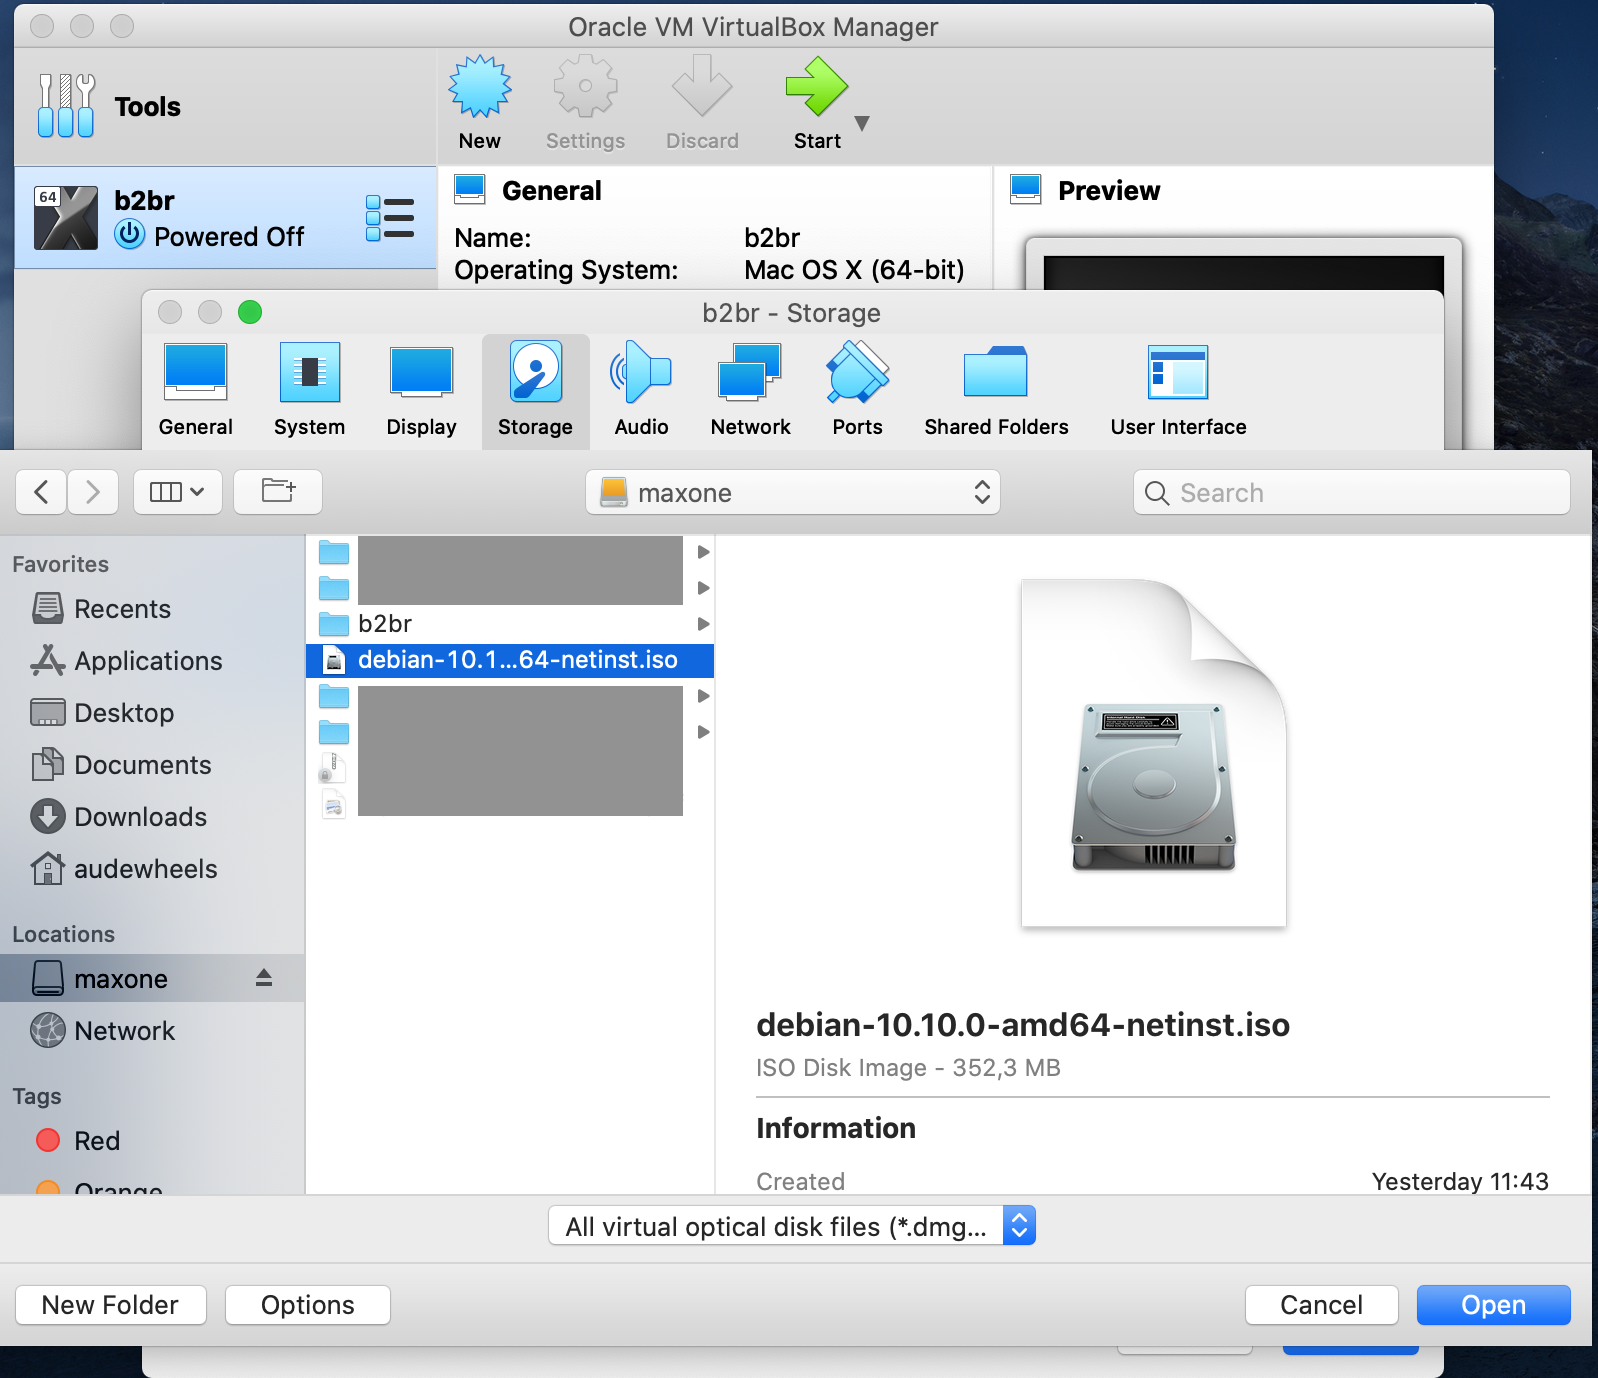 Oracle VM VirtualBox Manager
Tools
New
Settings
Discard
Start
64
b2br
Powered Off
General
Name: b2br
Operating System: Mac OS X (64-bit)
Preview
b2br - Storage
General
System
Display
Storage
Audio
Network
Ports
Shared Folders
User Interface
maxone
Search
Favorites
Recents
Applications
Desktop
Documents
Downloads
audewheels
Locations
maxone
Network
Tags
Red
Orange
b2br
debian-10.1...64-netinst.iso
Internal Hard Disk
debian-10.10.0-amd64-netinst.iso
ISO Disk Image - 352,3 MB
Information
Created Yesterday 11:43
All virtual optical disk files (*.dmg...
New Folder
Options
Cancel
Open